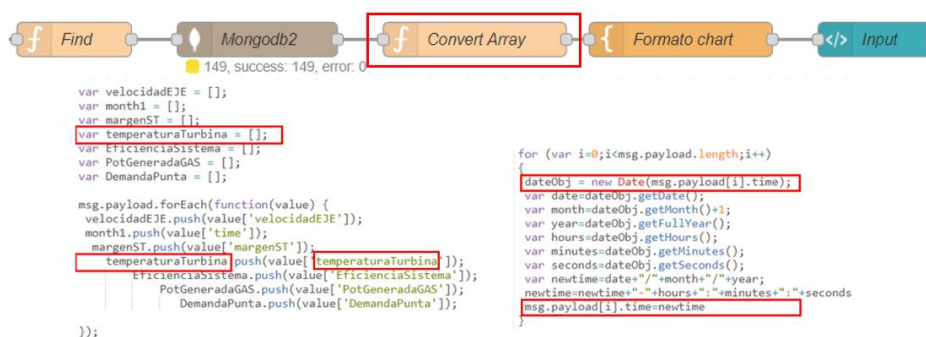 Find
Mongodb2
Convert Array
Formato chart
</> Input
149, success: 149, error: 0
var velocidadEJE = [];
var month1 = [];
var margenST = [];
var temperaturaTurbina = [];
var EficienciaSistema = [];
var PotGeneradaGAS = [];
var DemandaPunta = [];
msg.payload.forEach(function(value) {
velocidadEJE.push(value['velocidadEJE']);
month1.push(value['time']);
margenST.push(value['margenST']);
temperaturaTurbina.push(value['temperaturaTurbina']);
EficienciaSistema.push(value['EficienciaSistema']);
PotGeneradaGAS.push(value['PotGeneradaGAS']);
DemandaPunta.push(value['DemandaPunta']);
});
for (var i=0;i<msg.payload.length;i++)
{
dateObj = new Date(msg.payload[i].time);
var date=dateObj.getDate();
var month=dateObj.getMonth()+1;
var year=dateObj.getFullYear();
var hours=dateObj.getHours();
var minutes=dateObj.getMinutes();
var seconds=dateObj.getSeconds();
var newtime=date+"/"+month+"/"+year;
newtime=newtime+"-"+hours+":"+minutes+":"+seconds
msg.payload[i].time=newtime
}